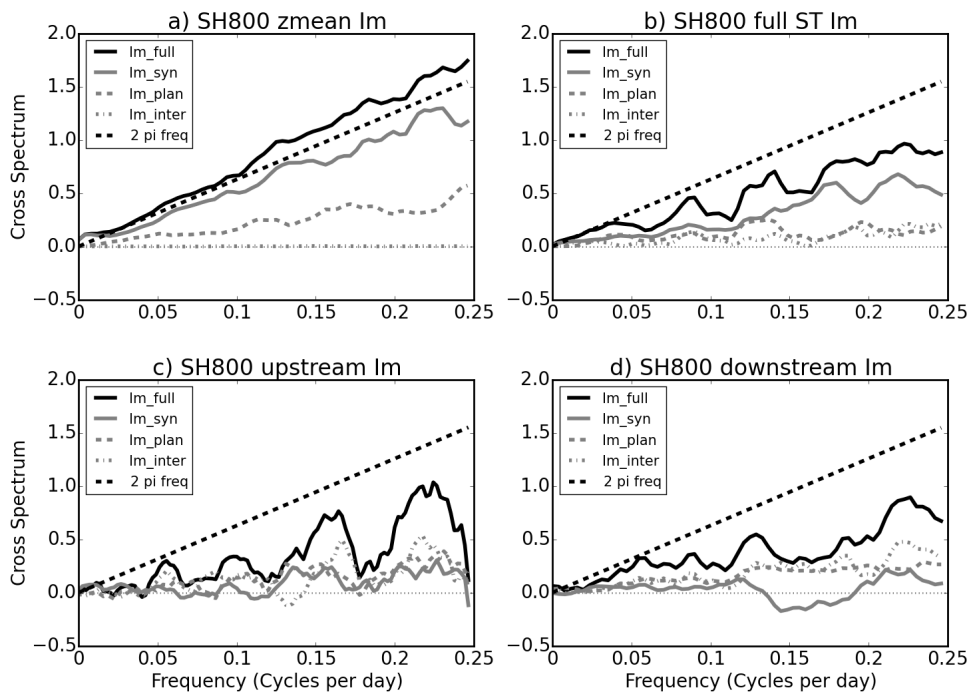 a) SH800 zmean Im
2.0
1.5
1.0
0.5
0.0
−0.5
Cross Spectrum
Im_full
Im_syn
Im_plan
Im_inter
2 pi freq
0 0.05 0.1 0.15 0.2 0.25
b) SH800 full ST Im
2.0
1.5
1.0
0.5
0.0
−0.5
Im_full
Im_syn
Im_plan
Im_inter
2 pi freq
0 0.05 0.1 0.15 0.2 0.25
c) SH800 upstream Im
2.0
1.5
1.0
0.5
0.0
−0.5
Cross Spectrum
Im_full
Im_syn
Im_plan
Im_inter
2 pi freq
0 0.05 0.1 0.15 0.2 0.25
Frequency (Cycles per day)
d) SH800 downstream Im
2.0
1.5
1.0
0.5
0.0
−0.5
Im_full
Im_syn
Im_plan
Im_inter
2 pi freq
0 0.05 0.1 0.15 0.2 0.25
Frequency (Cycles per day)